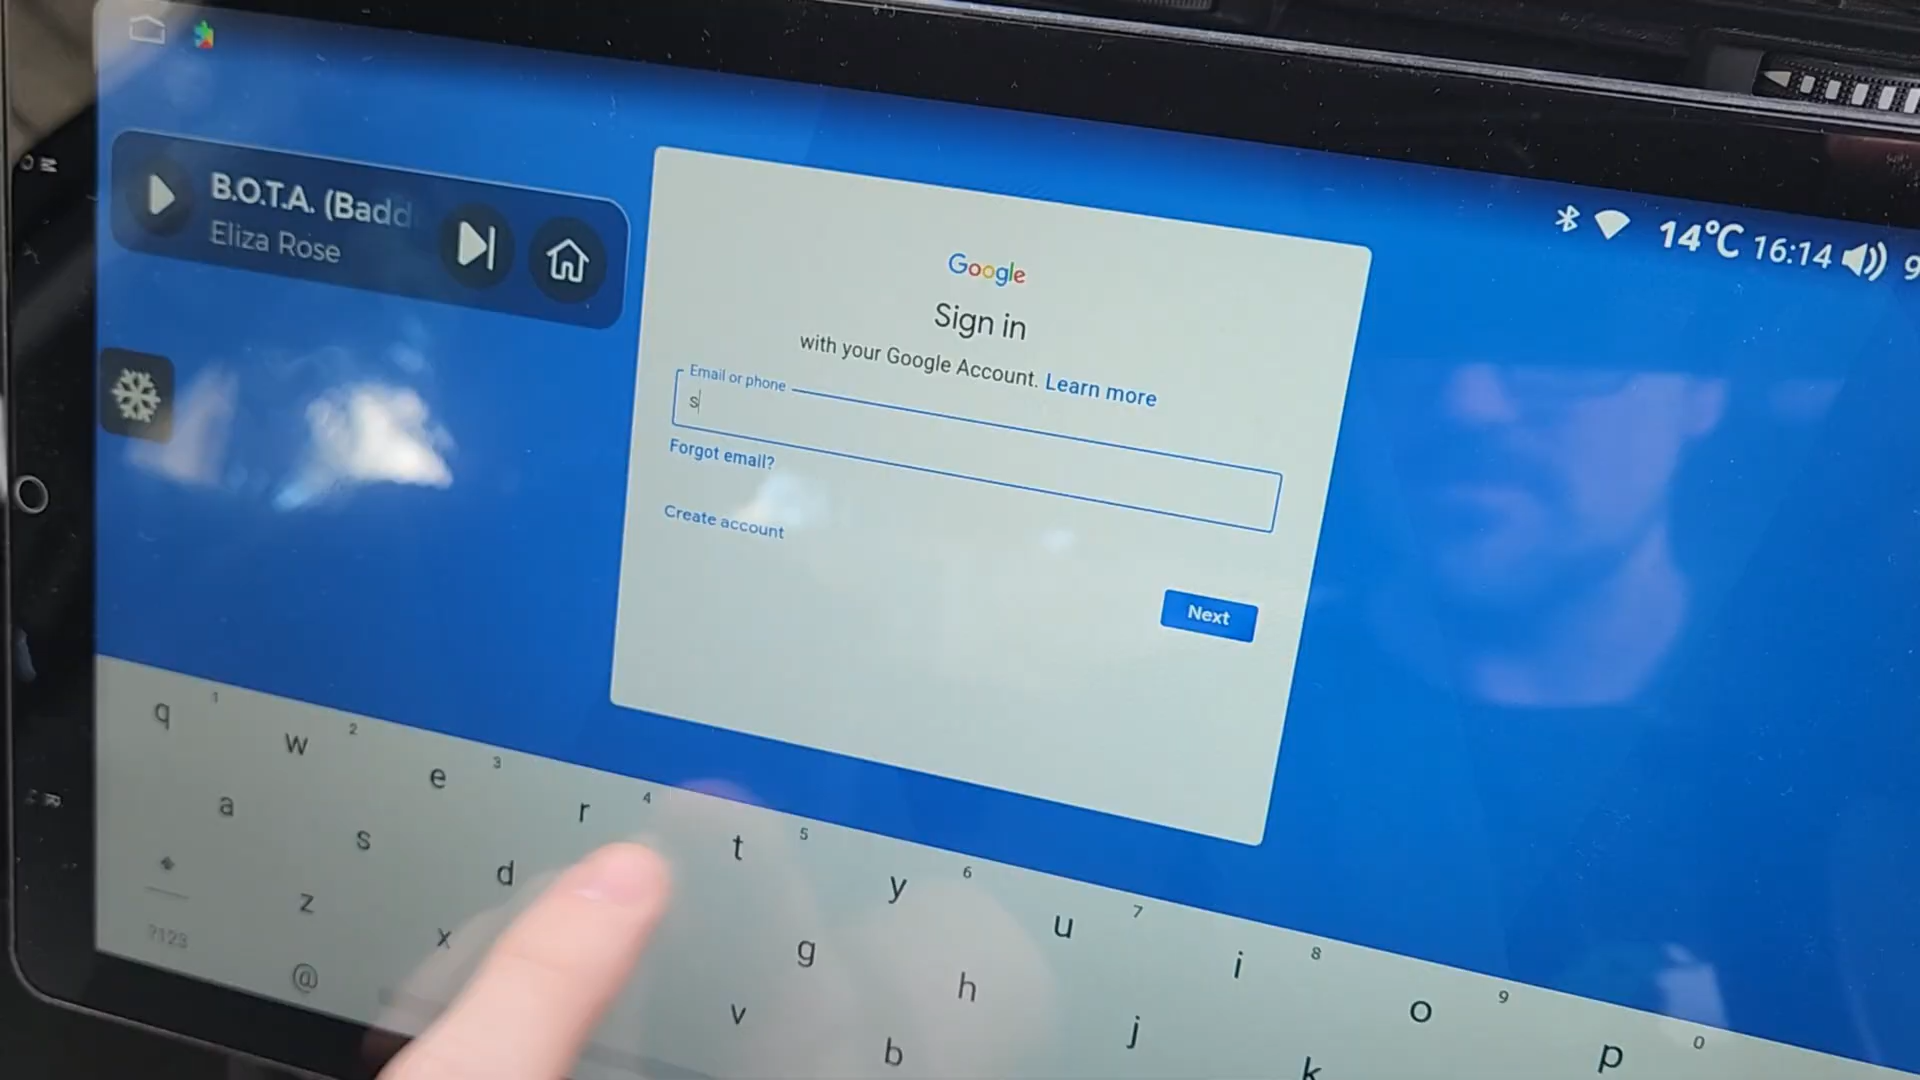 B.O.T.A. (Badd
Eliza Rose
14°C 16:14
Google
Sign in
with your Google Account. Learn more
Email or phone
s
Forgot email?
Create account
Next
q 1 w 2 e 3 r 4 t 5 y 6 u 7 i 8 o 9 p 0
a s d g h j k
z x v b
?123 @